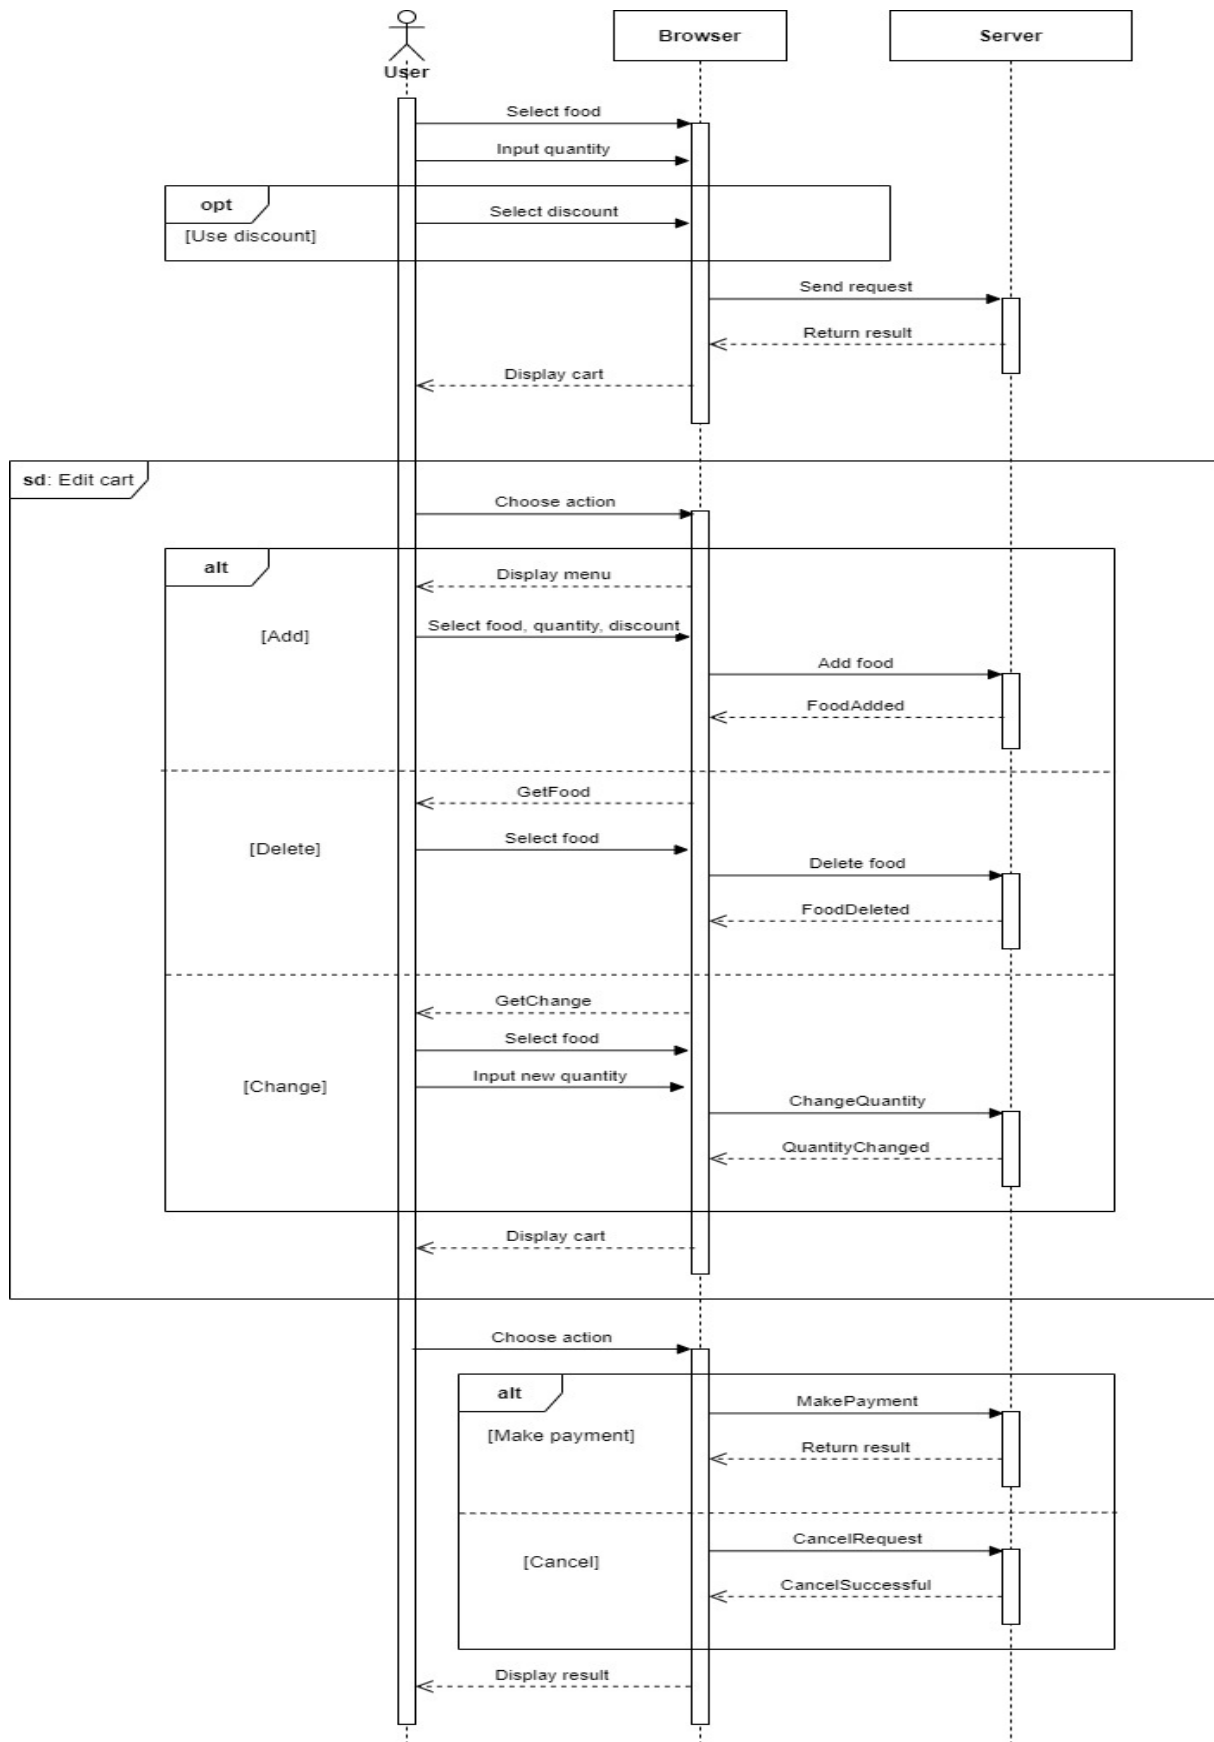 User
Browser
Server
Select food
Input quantity
opt
Select discount
[Use discount]
Send request
Return result
Display cart
sd: Edit cart
Choose action
alt
Display menu
[Add]
Select food, quantity, discount
Add food
FoodAdded
GetFood
[Delete]
Select food
Delete food
FoodDeleted
GetChange
Select food
[Change]
Input new quantity
ChangeQuantity
QuantityChanged
Display cart
Choose action
alt
MakePayment
[Make payment]
Return result
CancelRequest
[Cancel]
CancelSuccessful
Display result